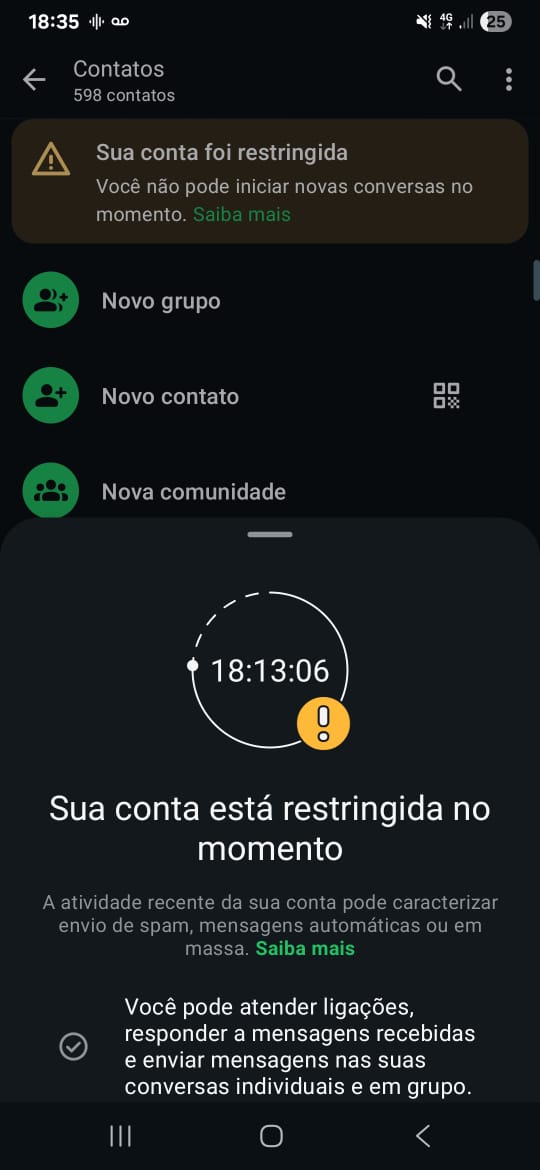 18:35
4G
25
Contatos
598 contatos
Sua conta foi restringida
Você não pode iniciar novas conversas no
momento. Saiba mais
Novo grupo
Novo contato
Nova comunidade
18:13:06
Sua conta está restringida no
momento
A atividade recente da sua conta pode caracterizar
envio de spam, mensagens automáticas ou em
massa. Saiba mais
Você pode atender ligações,
responder a mensagens recebidas
e enviar mensagens nas suas
conversas individuais e em grupo.